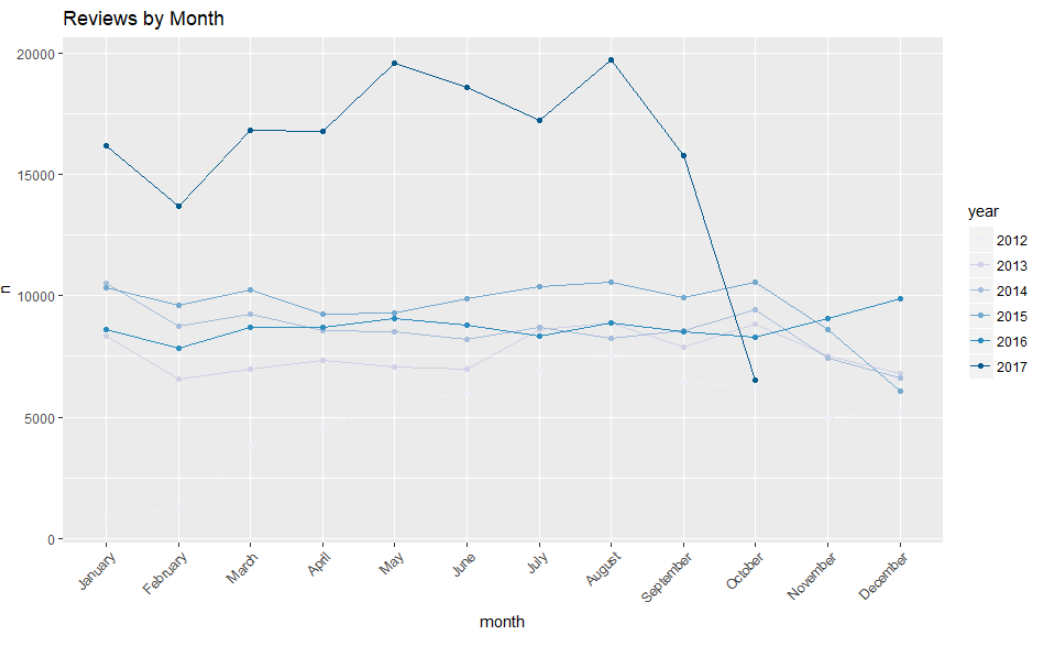 Reviews by Month
20000
15000
10000
5000
0
n
January
February
March
April
May
June
July
August
September
October
November
December
month
year
2012
2013
2014
2015
2016
2017